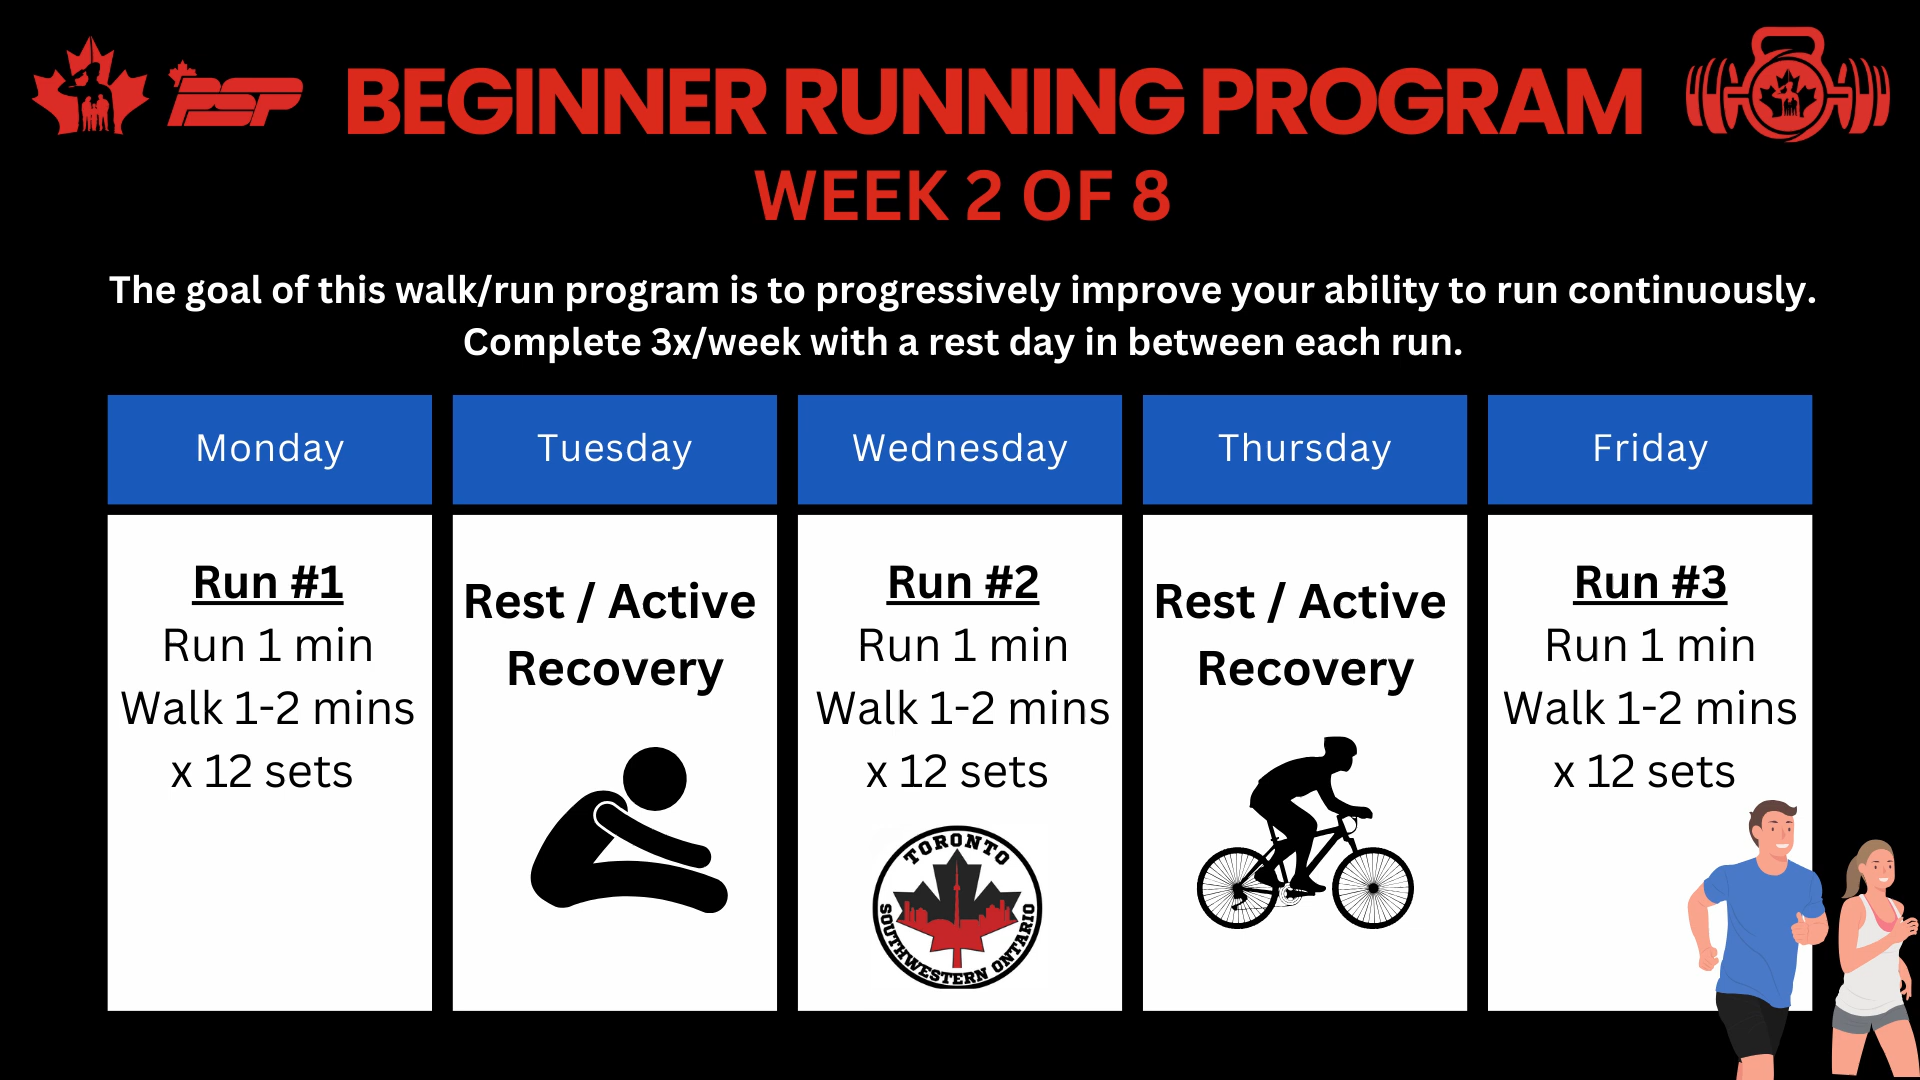 PSP
BEGINNER RUNNING PROGRAM
WEEK 2 OF 8
The goal of this walk/run program is to progressively improve your ability to run continuously.
Complete 3x/week with a rest day in between each run.
Monday
Run #1
Run 1 min
Walk 1-2 mins
x 12 sets
Tuesday
Rest / Active
Recovery
Wednesday
Run #2
Run 1 min
Walk 1-2 mins
x 12 sets
TORONTO
SOUTHWESTERN ONTARIO
Thursday
Rest / Active
Recovery
Friday
Run #3
Run 1 min
Walk 1-2 mins
x 12 sets